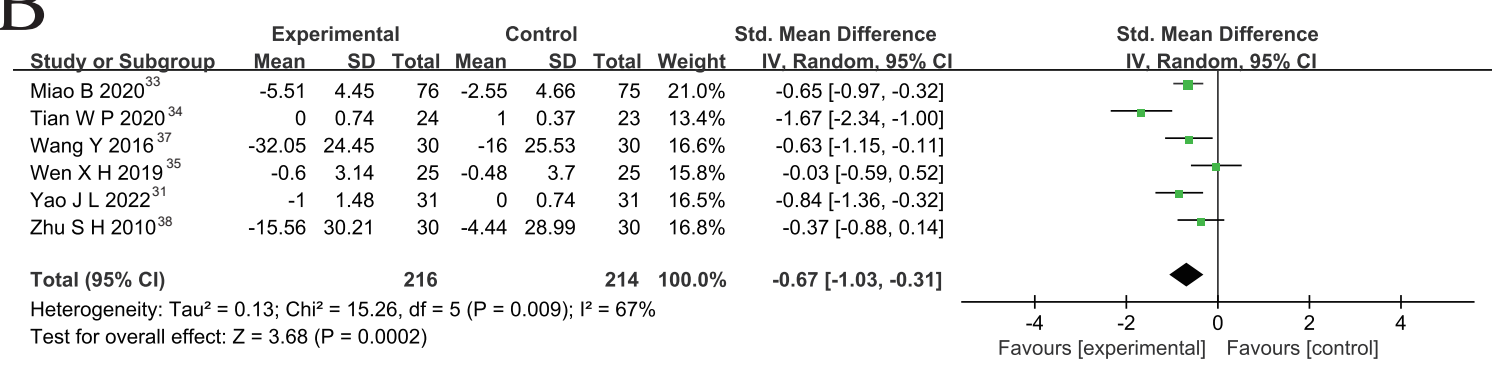 B
Experimental Control Std. Mean Difference Std. Mean Difference
Study or Subgroup Mean SD Total Mean SD Total Weight IV, Random, 95% CI IV, Random, 95% CI
Miao B 2020³³ -5.51 4.45 76 -2.55 4.66 75 21.0% -0.65 [-0.97, -0.32]
Tian W P 2020³⁴ 0 0.74 24 1 0.37 23 13.4% -1.67 [-2.34, -1.00]
Wang Y 2016³⁷ -32.05 24.45 30 -16 25.53 30 16.6% -0.63 [-1.15, -0.11]
Wen X H 2019³⁵ -0.6 3.14 25 -0.48 3.7 25 15.8% -0.03 [-0.59, 0.52]
Yao J L 2022³¹ -1 1.48 31 0 0.74 31 16.5% -0.84 [-1.36, -0.32]
Zhu S H 2010³⁸ -15.56 30.21 30 -4.44 28.99 30 16.8% -0.37 [-0.88, 0.14]
Total (95% CI) 216 214 100.0% -0.67 [-1.03, -0.31]
Heterogeneity: Tau² = 0.13; Chi² = 15.26, df = 5 (P = 0.009); I² = 67%
Test for overall effect: Z = 3.68 (P = 0.0002)
-4 -2 0 2 4
Favours [experimental] Favours [control]